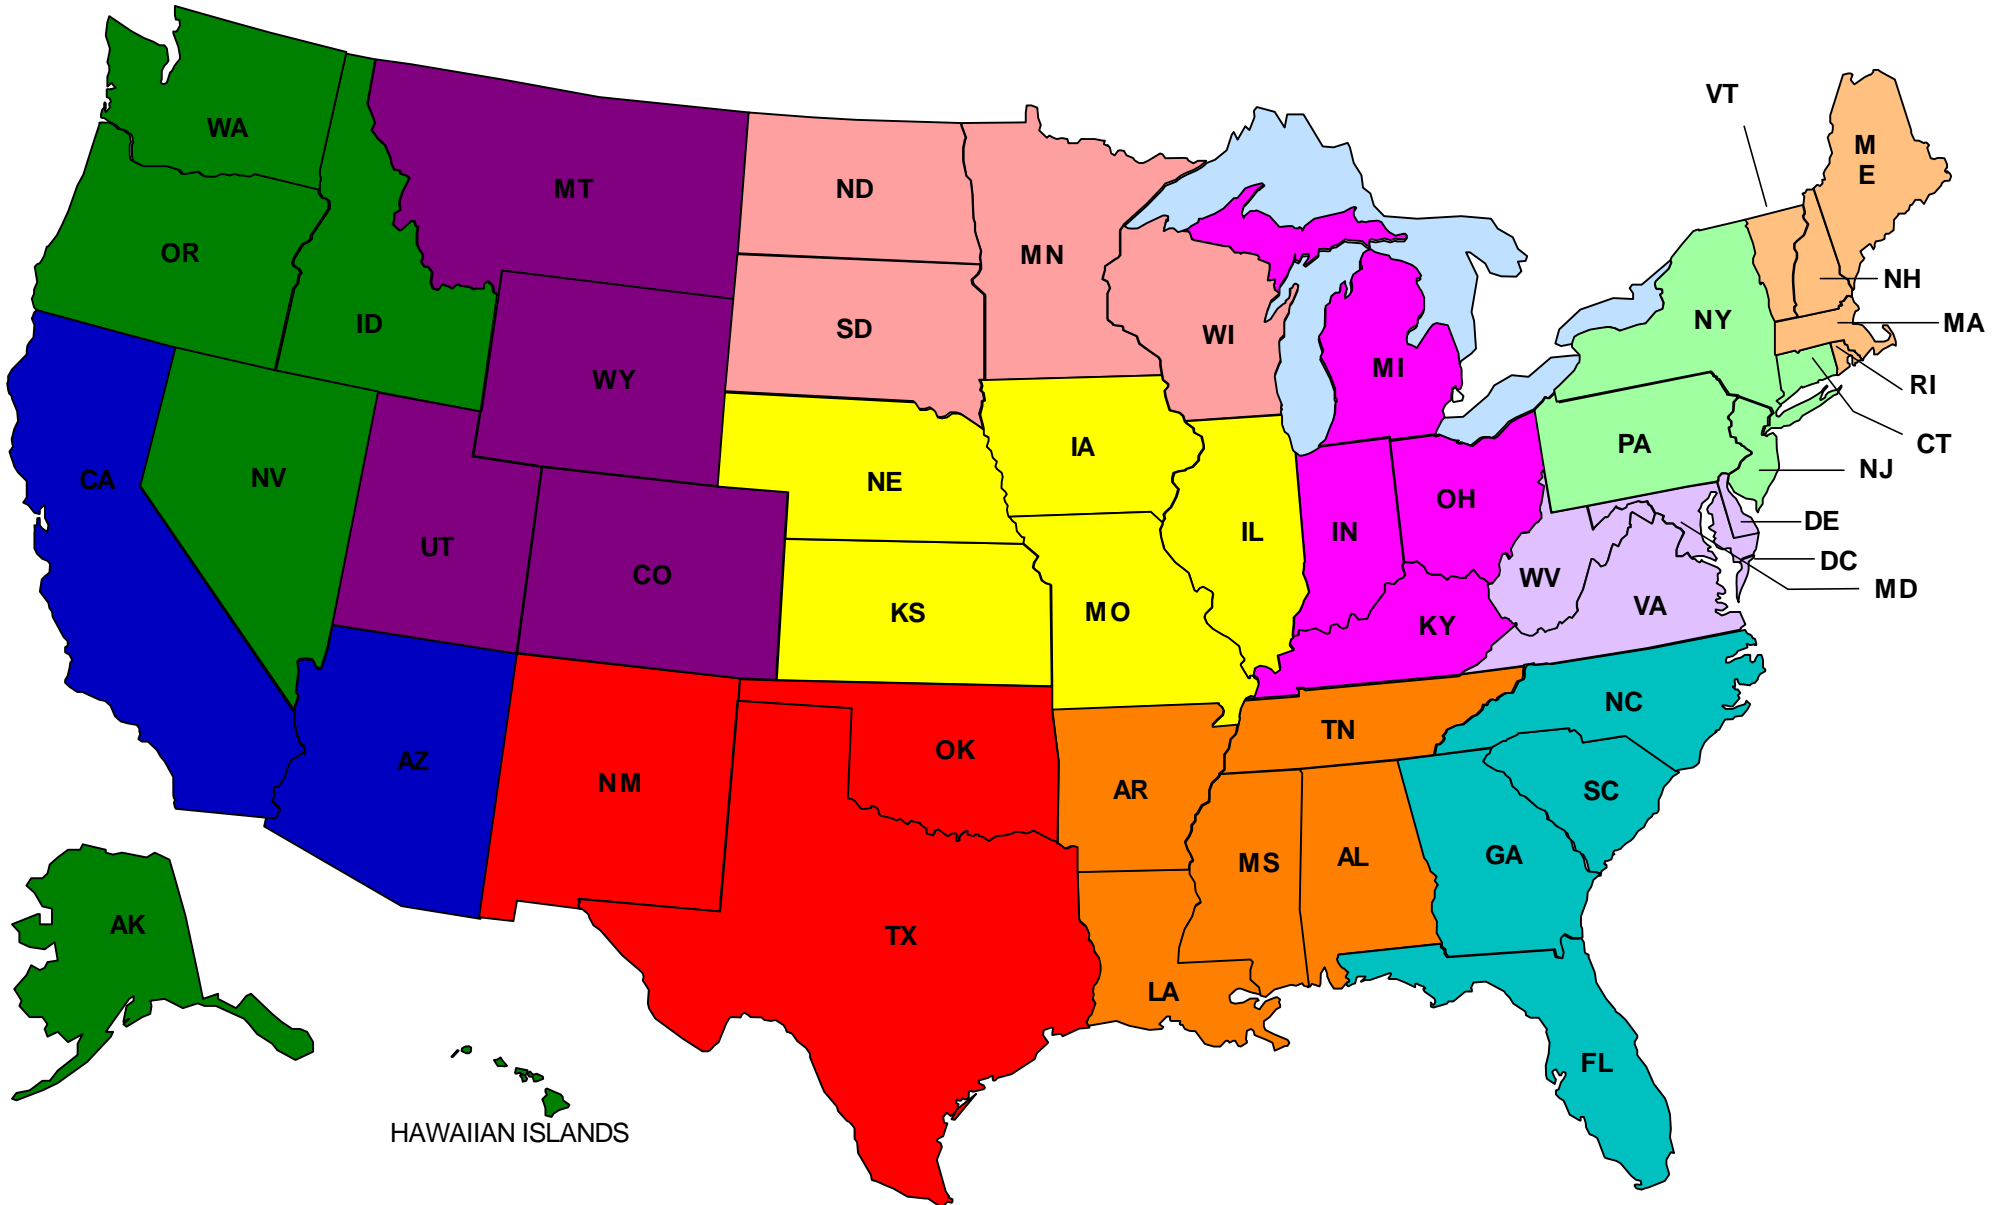 VT
M
E
WA
MT
ND
OR
MN
NH
ID
SD
WI
NY
MA
WY
MI
RI
CA
NV
NE
IA
PA
CT
NJ
UT
CO
KS
MO
IL
IN
OH
DE
DC
WV
MD
VA
KY
AZ
NM
OK
AR
TN
NC
SC
MS
AL
GA
AK
TX
LA
FL
HAWAIIAN ISLANDS